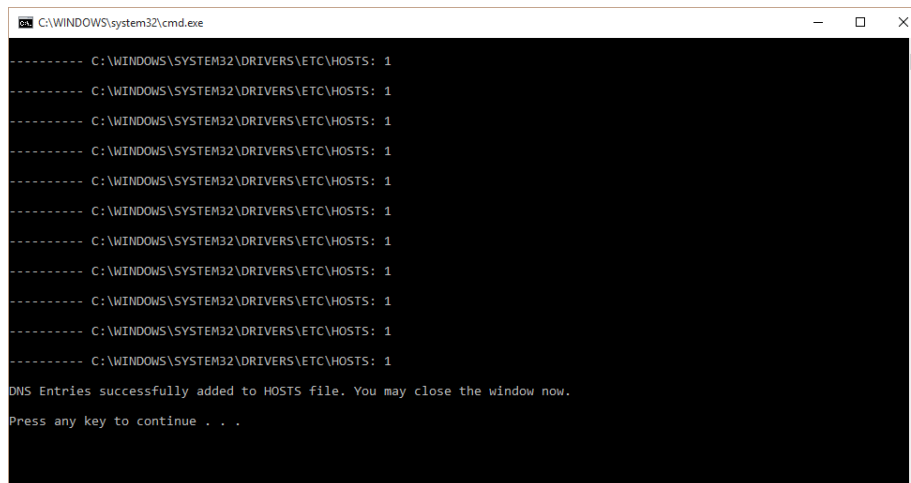 C:\WINDOWS\system32\cmd.exe
---------- C:\WINDOWS\SYSTEM32\DRIVERS\ETC\HOSTS: 1
---------- C:\WINDOWS\SYSTEM32\DRIVERS\ETC\HOSTS: 1
---------- C:\WINDOWS\SYSTEM32\DRIVERS\ETC\HOSTS: 1
---------- C:\WINDOWS\SYSTEM32\DRIVERS\ETC\HOSTS: 1
---------- C:\WINDOWS\SYSTEM32\DRIVERS\ETC\HOSTS: 1
---------- C:\WINDOWS\SYSTEM32\DRIVERS\ETC\HOSTS: 1
---------- C:\WINDOWS\SYSTEM32\DRIVERS\ETC\HOSTS: 1
---------- C:\WINDOWS\SYSTEM32\DRIVERS\ETC\HOSTS: 1
---------- C:\WINDOWS\SYSTEM32\DRIVERS\ETC\HOSTS: 1
---------- C:\WINDOWS\SYSTEM32\DRIVERS\ETC\HOSTS: 1
---------- C:\WINDOWS\SYSTEM32\DRIVERS\ETC\HOSTS: 1
DNS Entries successfully added to HOSTS file. You may close the window now.
Press any key to continue . . .